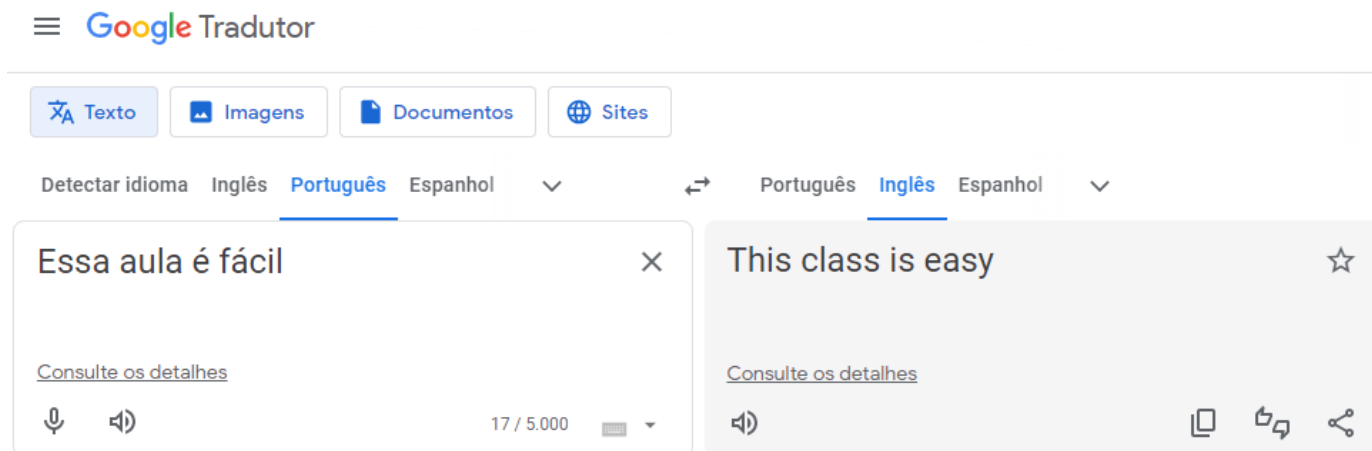 Google Tradutor
Texto Imagens Documentos Sites
Detectar idioma Inglês Português Espanhol Português Inglês Espanhol
Essa aula é fácil
This class is easy
Consulte os detalhes
Consulte os detalhes
17 / 5.000